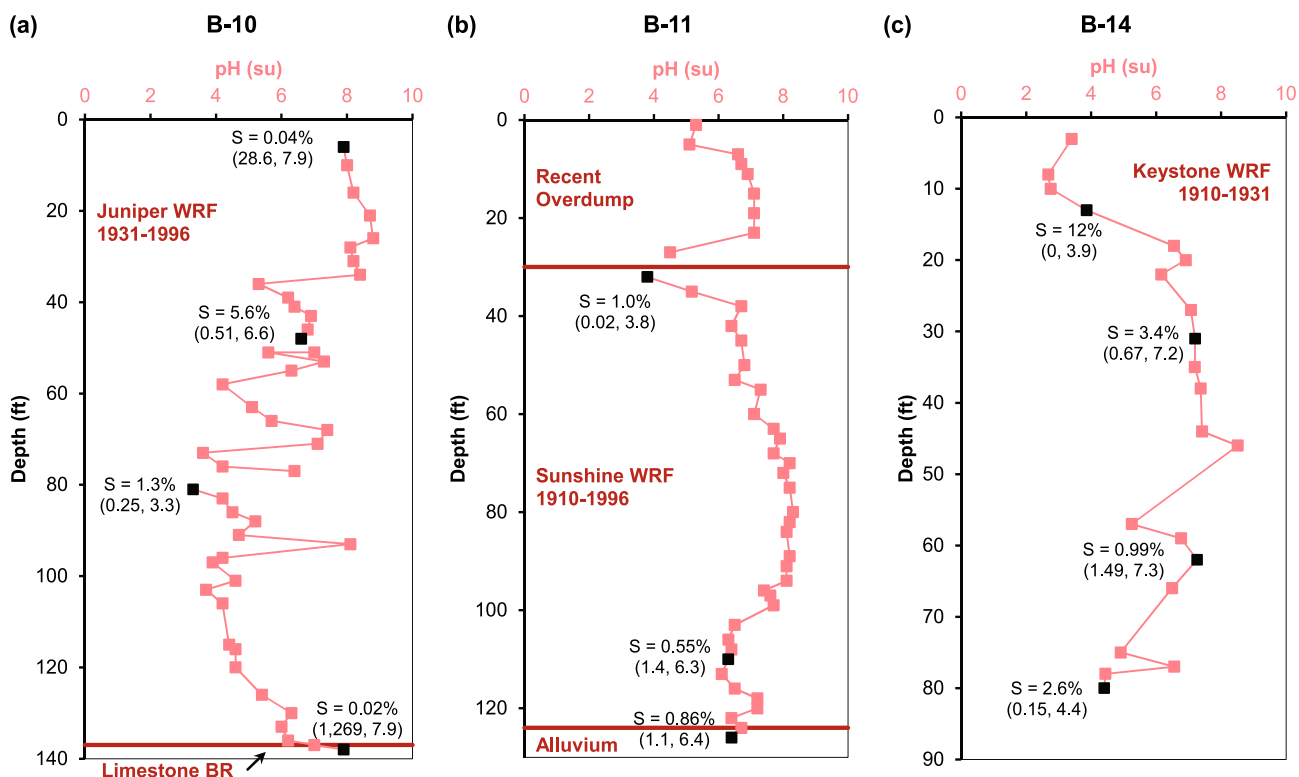 (a)
B-10
pH (su)
0 2 4 6 8 10
0
20
40
60
80
100
120
140
Depth (ft)
S = 0.04%
(28.6, 7.9)
Juniper WRF
1931-1996
S = 5.6%
(0.51, 6.6)
S = 1.3%
(0.25, 3.3)
S = 0.02%
(1,269, 7.9)
Limestone BR
(b)
B-11
pH (su)
0 2 4 6 8 10
0
20
40
60
80
100
120
Depth (ft)
Recent
Overdump
S = 1.0%
(0.02, 3.8)
Sunshine WRF
1910-1996
S = 0.55%
(1.4, 6.3)
S = 0.86%
(1.1, 6.4)
Alluvium
(c)
B-14
pH (su)
0 2 4 6 8 10
0
10
20
30
40
50
60
70
80
90
Depth (ft)
Keystone WRF
1910-1931
S = 12%
(0, 3.9)
S = 3.4%
(0.67, 7.2)
S = 0.99%
(1.49, 7.3)
S = 2.6%
(0.15, 4.4)